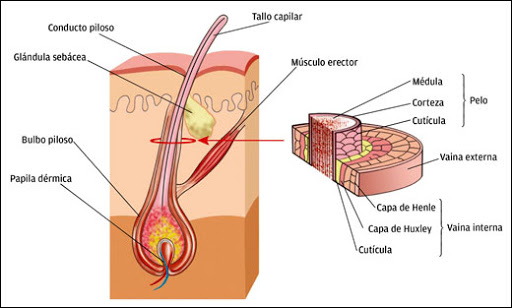 Tallo capilar
Conducto piloso
Glándula sebácea
Músculo erector
Bulbo piloso
Papila dérmica
Médula
Corteza
Cutícula
Pelo
Vaina externa
Capa de Henle
Capa de Huxley
Cutícula
Vaina interna